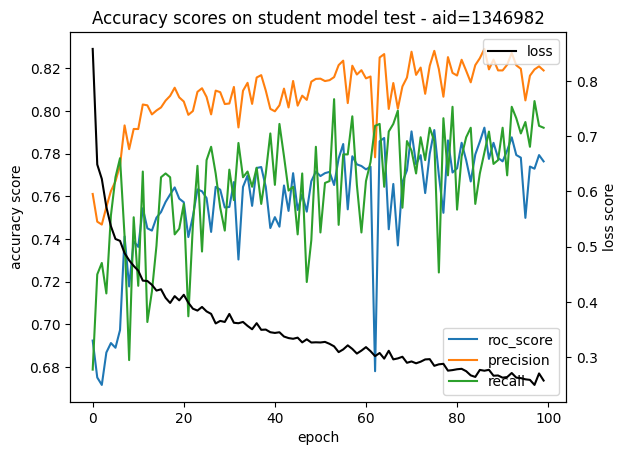 Accuracy scores on student model test - aid=1346982
loss
0.82
0.80
0.78
0.76
0.74
0.72
0.70
0.68
accuracy score
0.8
0.7
0.6
0.5
0.4
0.3
loss score
roc_score
precision
recall
0
20
40
60
80
100
epoch